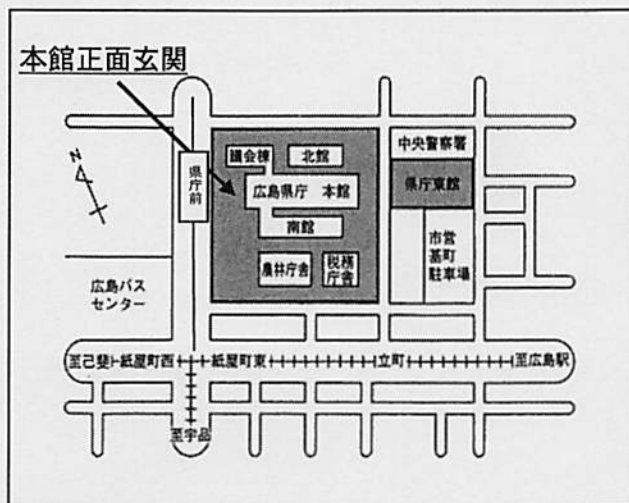 本館正面玄関
N
県庁前
議会棟
北館
広島県庁 本館
南館
農林庁舎
税務
庁舎
中央警察署
県庁東館
市営
基町
駐車場
広島バス
センター
至己斐
紙屋町西
紙屋町東
立町
至広島駅
至宇品